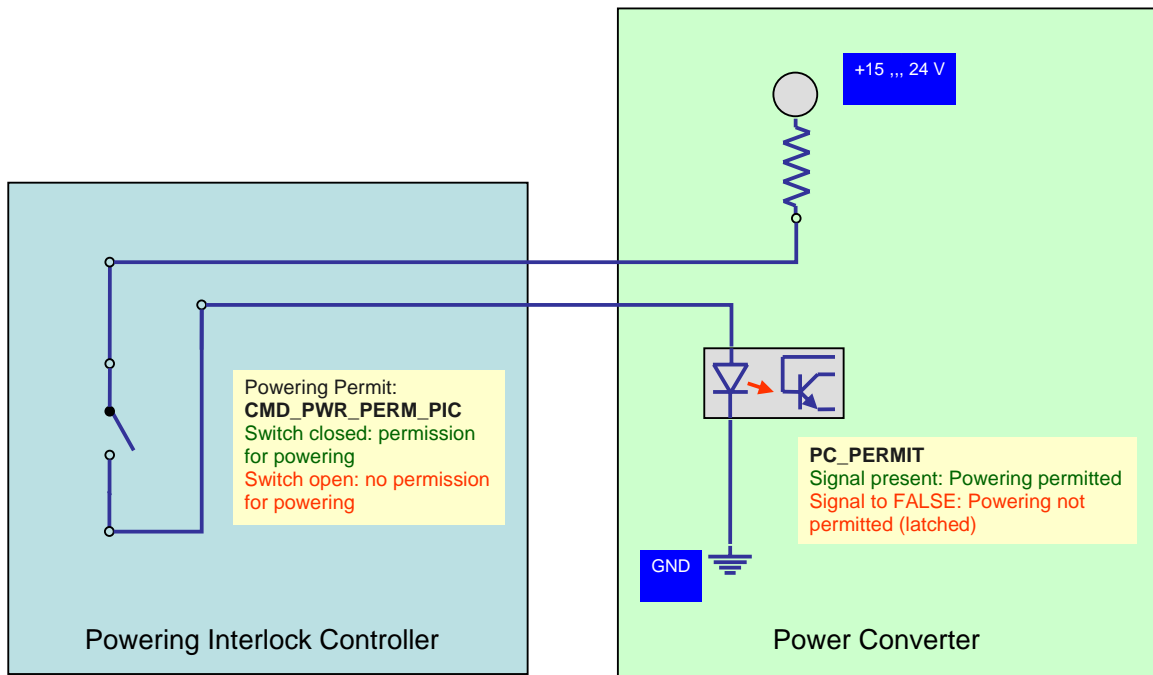 +15 ,,, 24 V
Powering Permit:
CMD_PWR_PERM_PIC
Switch closed: permission
for powering
Switch open: no permission
for powering
PC_PERMIT
Signal present: Powering permitted
Signal to FALSE: Powering not
permitted (latched)
GND
Powering Interlock Controller
Power Converter